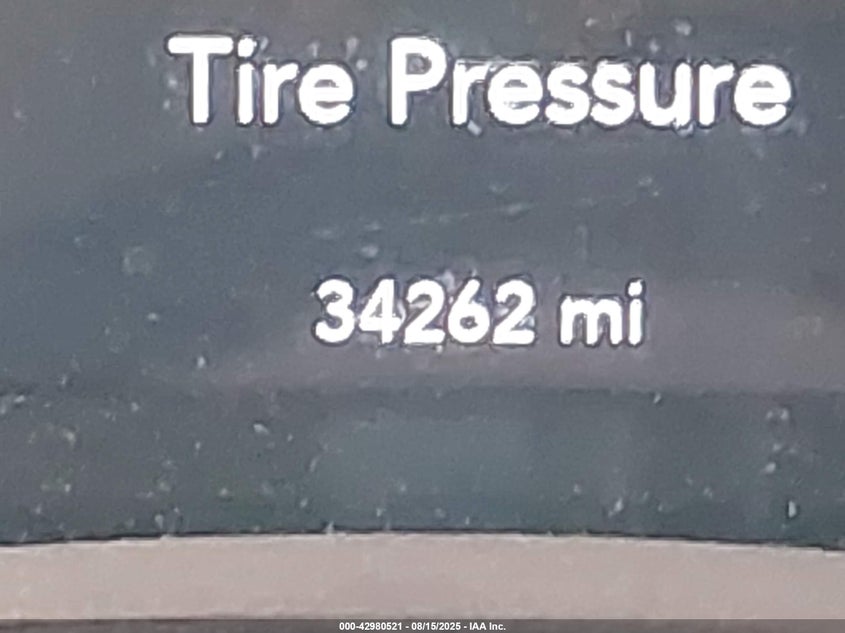 Tire Pressure
34262 mi
000-42980521 - 08/15/2025 - IAA Inc.